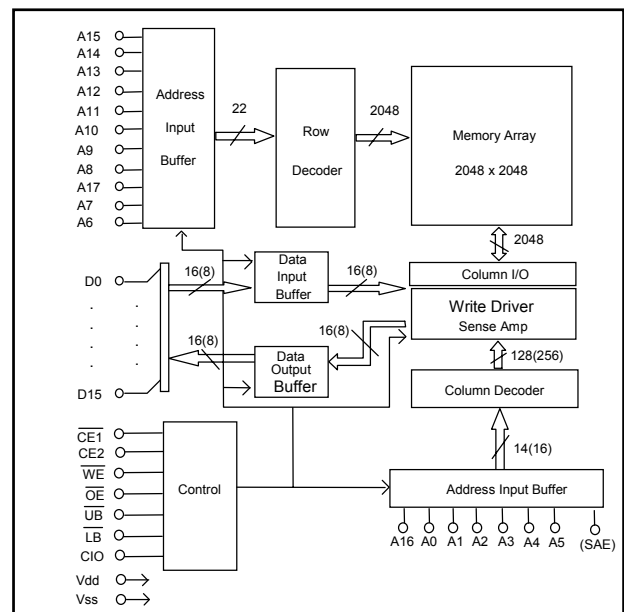 A15
A14
A13
A12
A11
A10
A9
A8
A17
A7
A6
Address
Input
Buffer
22
Row
Decoder
2048
Memory Array
2048 x 2048
2048
D0
D15
16(8)
Data
Input
Buffer
16(8)
Column I/O
Write Driver
Sense Amp
16(8)
Data
Output
Buffer
16(8)
128(256)
Column Decoder
14(16)
Address Input Buffer
A16 A0 A1 A2 A3 A4 A5 (SAE)
CE1
CE2
WE
OE
UB
LB
CIO
Control
Vdd
Vss